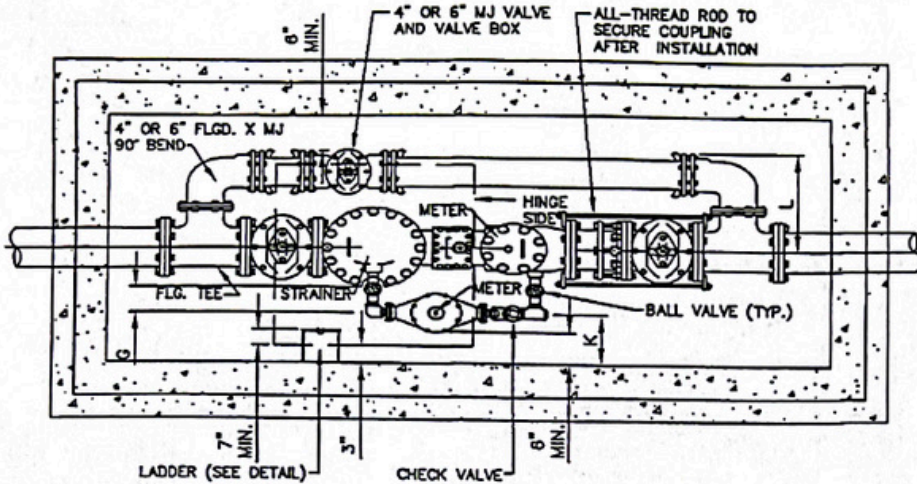 4" OR 6" MJ VALVE
AND VALVE BOX
ALL-THREAD ROD TO
SECURE COUPLING
AFTER INSTALLATION
6"
MIN.
4" OR 6" FLGD. X MJ
90° BEND
HINGE
SIDE
METER
L
FLG. TEE
STRAINER
METER
BALL VALVE (TYP.)
G
K
7"
MIN.
3"
6"
MIN.
LADDER (SEE DETAIL)
CHECK VALVE